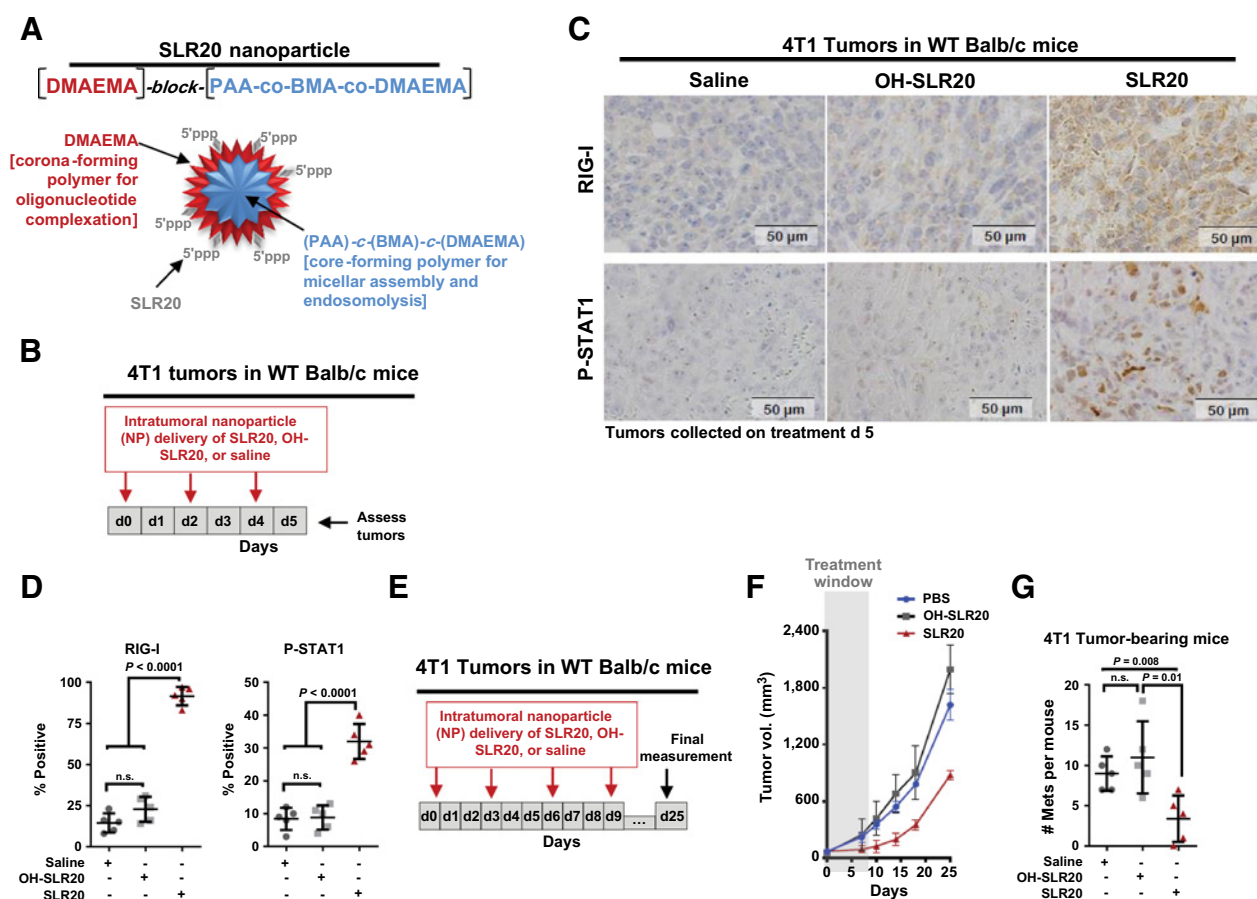 A
SLR20 nanoparticle
[DMAEMA]-block-[PAA-co-BMA-co-DMAEMA]
DMAEMA
[corona-forming
polymer for
oligonucleotide
complexation]
5'ppp
5'ppp
5'ppp
5'ppp
5'ppp
5'ppp
SLR20
(PAA)-c-(BMA)-c-(DMAEMA)
[core-forming polymer for
micellar assembly and
endosomolysis]
B
4T1 tumors in WT Balb/c mice
Intratumoral nanoparticle
(NP) delivery of SLR20, OH-
SLR20, or saline
d0 d1 d2 d3 d4 d5
Assess
tumors
Days
C
4T1 Tumors in WT Balb/c mice
Saline OH-SLR20 SLR20
RIG-I
50 µm 50 µm 50 µm
P-STAT1
50 µm 50 µm 50 µm
Tumors collected on treatment d 5
D
RIG-I
P < 0.0001
n.s.
% Positive
100
75
50
25
0
P-STAT1
P < 0.0001
n.s.
% Positive
50
40
30
20
10
0
Saline + - - + - -
OH-SLR20 - + - - + -
SLR20 - - + - - +
E
4T1 Tumors in WT Balb/c mice
Intratumoral nanoparticle
(NP) delivery of SLR20, OH-
SLR20, or saline
Final
measurement
d0 d1 d2 d3 d4 d5 d6 d7 d8 d9 ... d25
Days
F
Treatment
window
PBS
OH-SLR20
SLR20
Tumor vol. (mm³)
2,400
1,800
1,200
600
0
0 5 10 15 20 25
Days
G
4T1 Tumor-bearing mice
P = 0.008
n.s. P = 0.01
# Mets per mouse
20
15
10
5
0
Saline + - -
OH-SLR20 - + -
SLR20 - - +